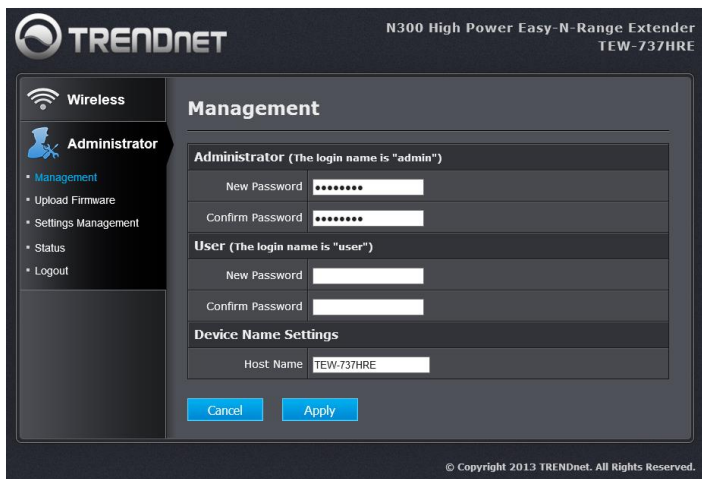 TRENDNET
N300 High Power Easy-N-Range Extender
TEW-737HRE
Wireless
Administrator
Management
Upload Firmware
Settings Management
Status
Logout
Management
Administrator (The login name is "admin")
New Password ••••••••
Confirm Password ••••••••
User (The login name is "user")
New Password
Confirm Password
Device Name Settings
Host Name TEW-737HRE
Cancel Apply
© Copyright 2013 TRENDnet. All Rights Reserved.